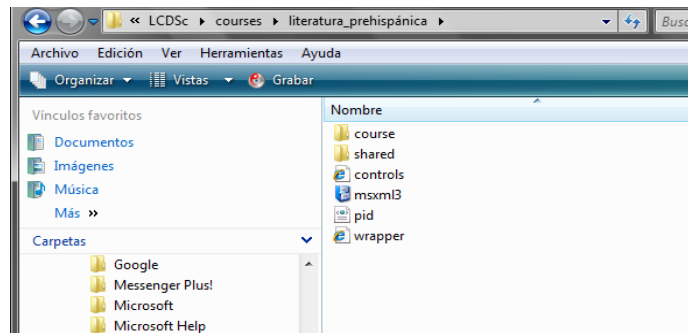 « LCDSc ▸ courses ▸ literatura_prehispánica ▸
Archivo Edición Ver Herramientas Ayuda
Organizar Vistas Grabar
Vínculos favoritos
Documentos
Imágenes
Música
Más »
Carpetas
Google
Messenger Plus!
Microsoft
Microsoft Help
Nombre
course
shared
controls
msxml3
pid
wrapper